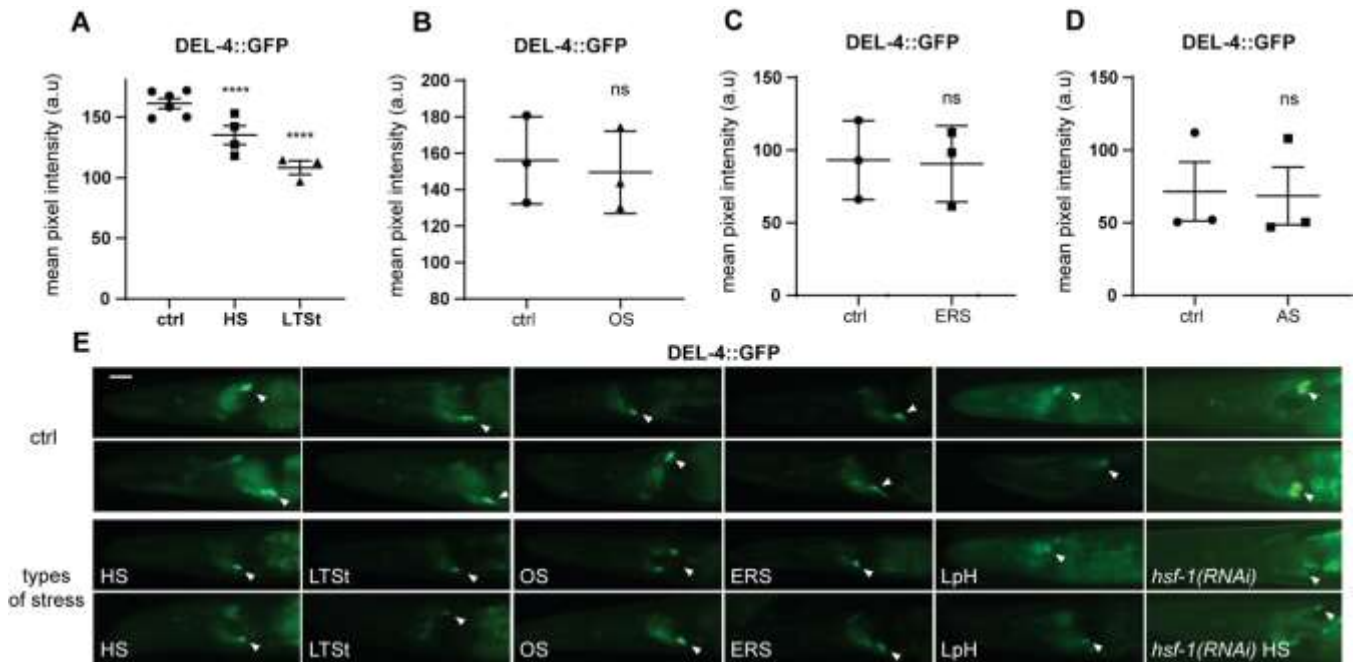 A
DEL-4::GFP
mean pixel intensity (a.u)
150
100
50
0
****
****
ctrl HS LTSt
B
DEL-4::GFP
mean pixel intensity (a.u)
200
180
160
140
120
100
80
ns
ctrl OS
C
DEL-4::GFP
mean pixel intensity (a.u)
150
100
50
0
ns
ctrl ERS
D
DEL-4::GFP
mean pixel intensity (a.u)
150
100
50
0
ns
ctrl AS
E
DEL-4::GFP
ctrl
types
of stress
HS LTSt OS ERS LpH hsf-1(RNAi)
HS LTSt OS ERS LpH hsf-1(RNAi) HS